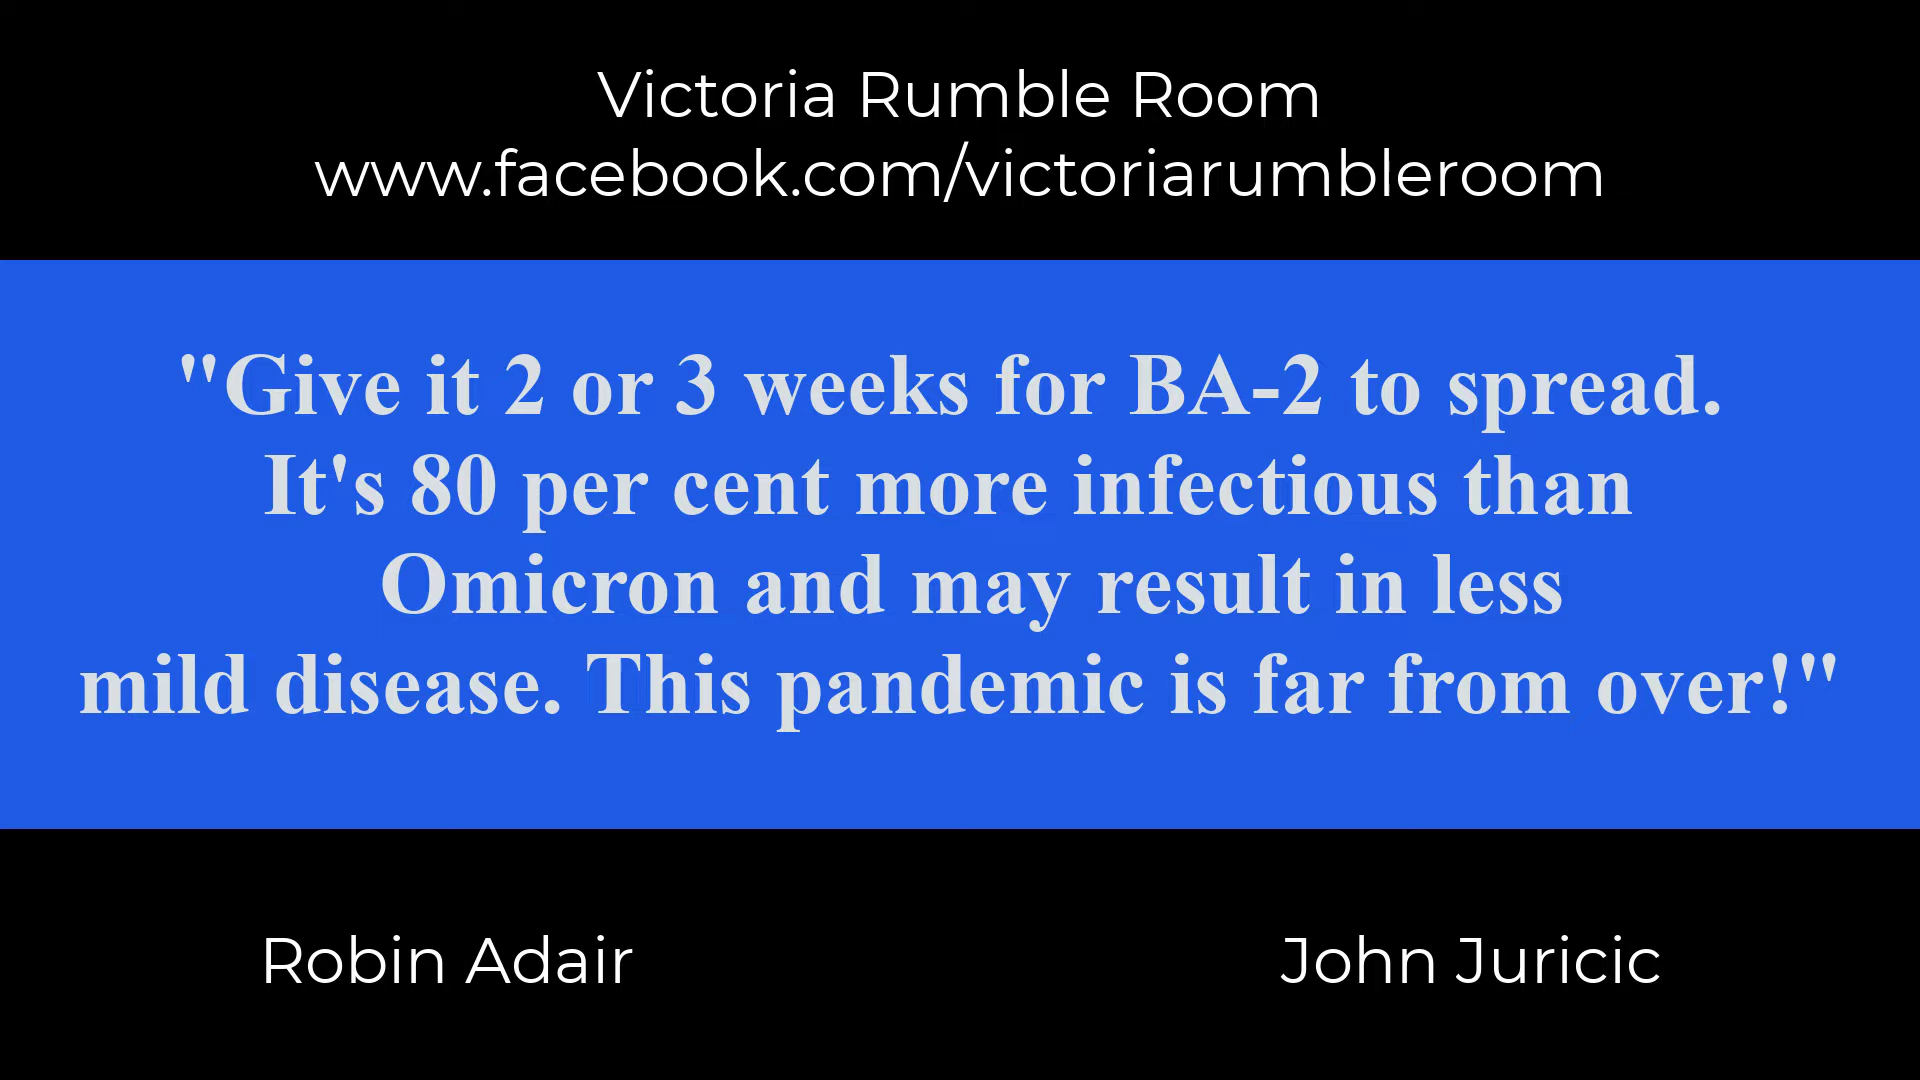 Victoria Rumble Room
www.facebook.com/victoriarumbleroom
"Give it 2 or 3 weeks for BA-2 to spread.
It's 80 per cent more infectious than
Omicron and may result in less
mild disease. This pandemic is far from over!"
Robin Adair
John Juricic